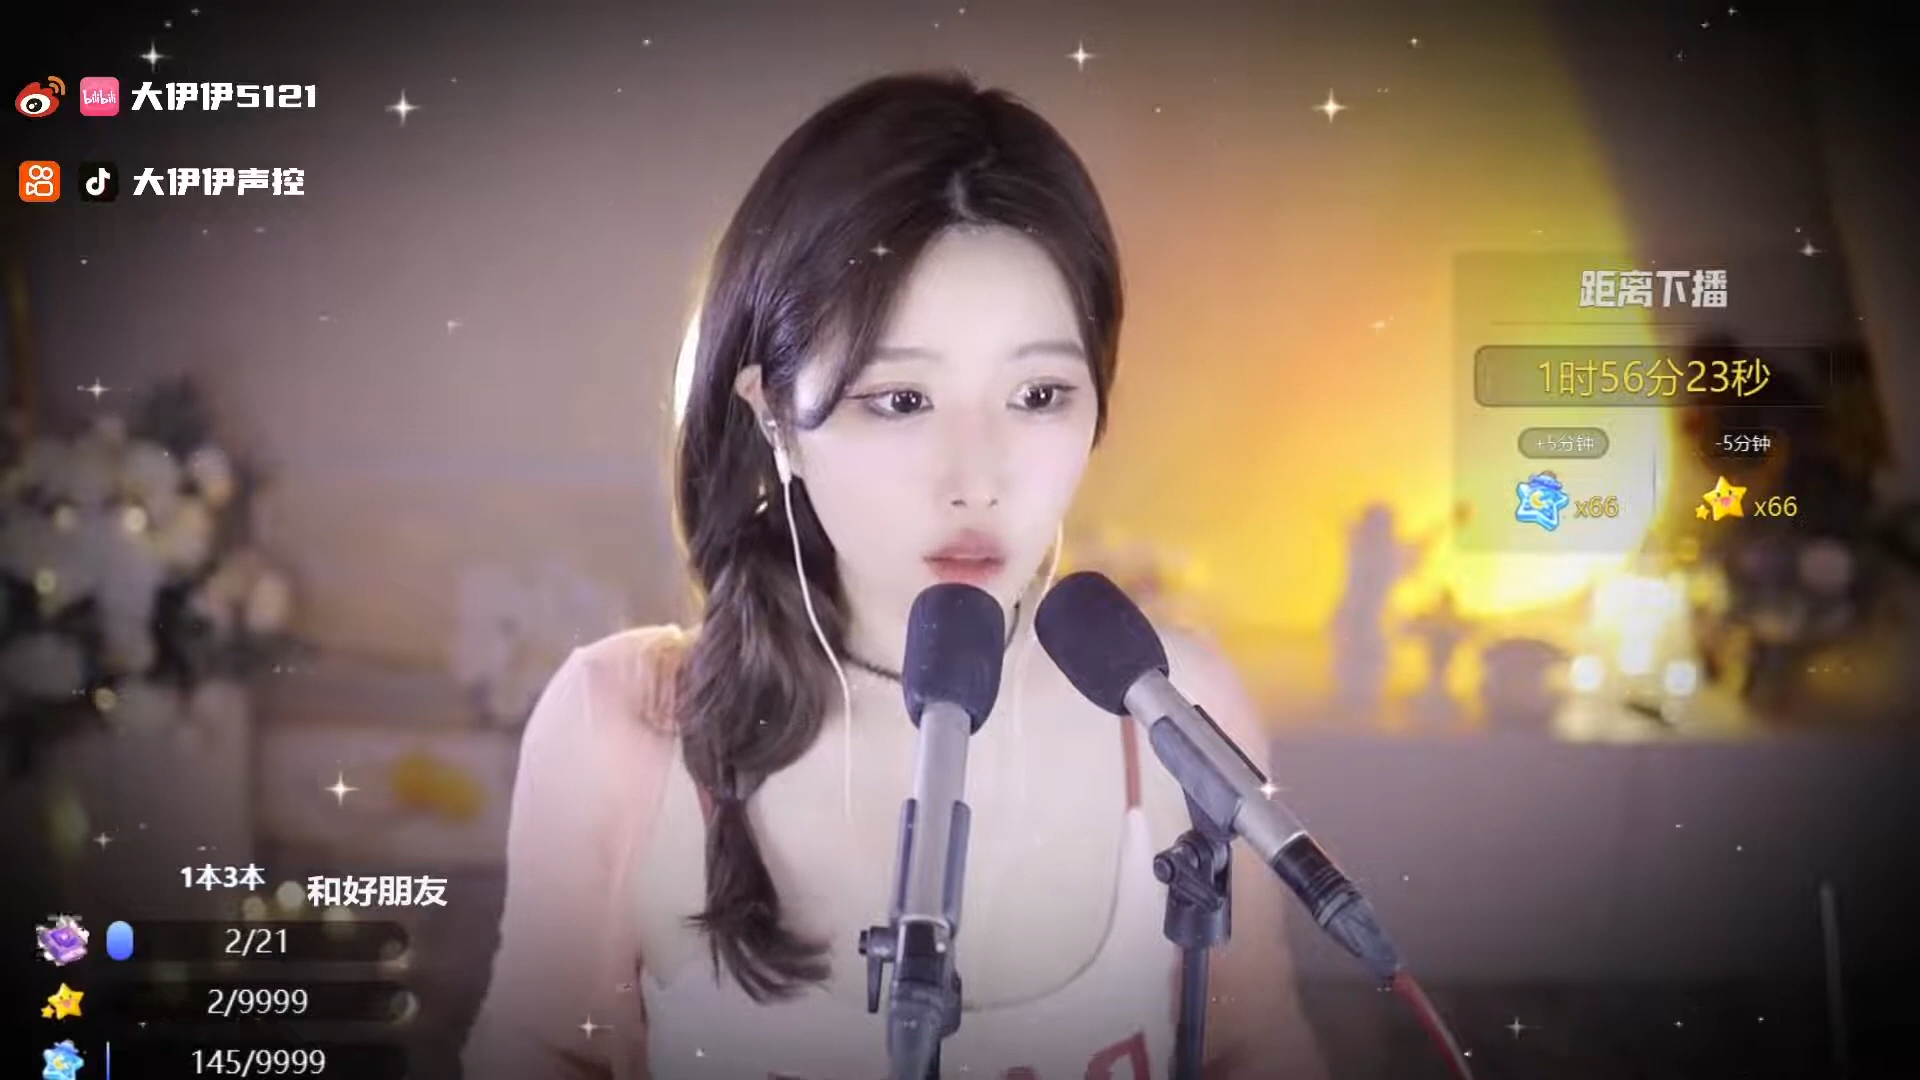 bilibili 大伊伊5121
大伊伊声控
距离下播
1时56分23秒
+5分钟 -5分钟
x66 x66
1本3本 和好朋友
2/21
2/9999
145/9999